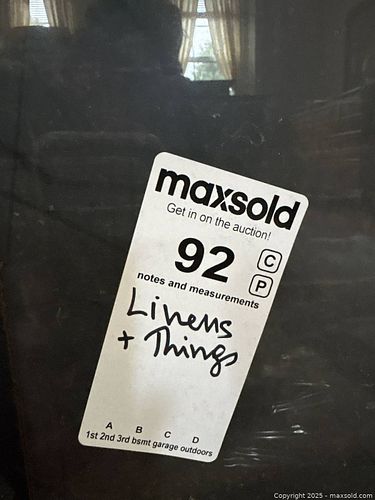 maxsold
Get in on the auction!
92
C
P
notes and measurements
Linens
+ Things
A B C D
1st 2nd 3rd bsmt garage outdoors
Copyright 2025 - maxsold.com